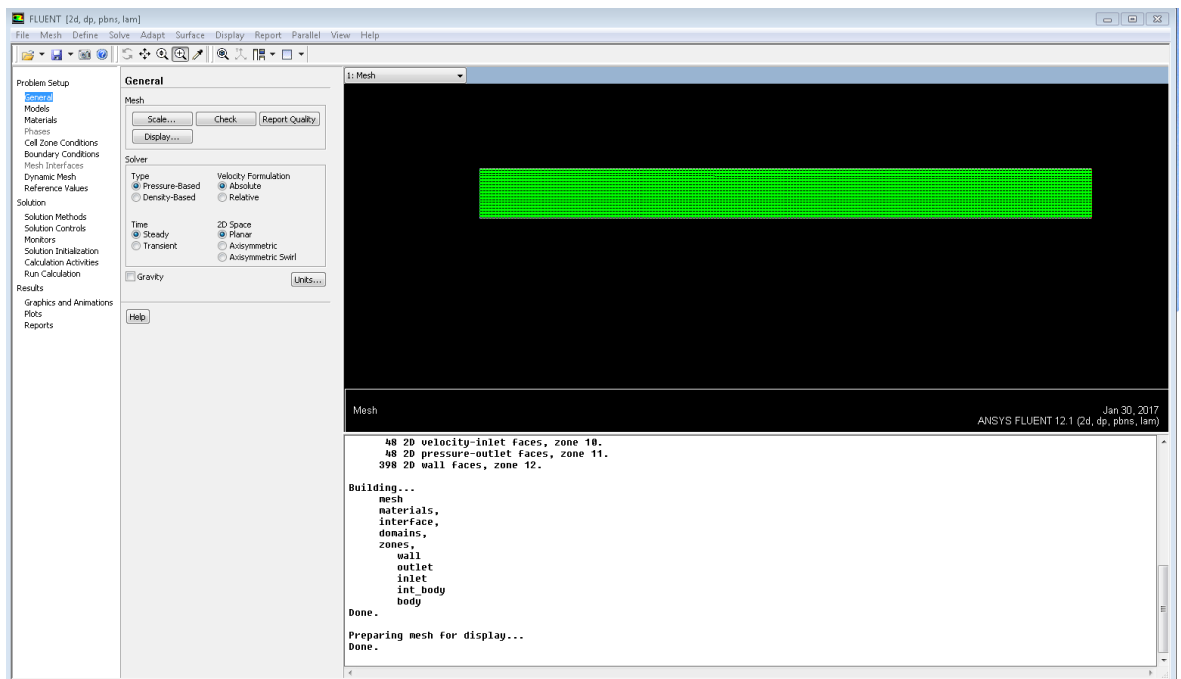 FLUENT [2d, dp, pbns, lam]
File Mesh Define Solve Adapt Surface Display Report Parallel View Help
Problem Setup
General
Models
Materials
Phases
Cell Zone Conditions
Boundary Conditions
Mesh Interfaces
Dynamic Mesh
Reference Values
Solution
Solution Methods
Solution Controls
Monitors
Solution Initialization
Calculation Activities
Run Calculation
Results
Graphics and Animations
Plots
Reports
General
Mesh
Scale... Check Report Quality
Display...
Solver
Type Velocity Formulation
Pressure-Based Absolute
Density-Based Relative
Time 2D Space
Steady Planar
Transient Axisymmetric
Axisymmetric Swirl
Gravity Units...
Help
1: Mesh
Mesh Jan 30, 2017
ANSYS FLUENT 12.1 (2d, dp, pbns, lam)
48 2D velocity-inlet faces, zone 10.
48 2D pressure-outlet faces, zone 11.
398 2D wall faces, zone 12.
Building...
mesh
materials,
interface,
domains,
zones,
wall
outlet
inlet
int_body
body
Done.
Preparing mesh for display...
Done.